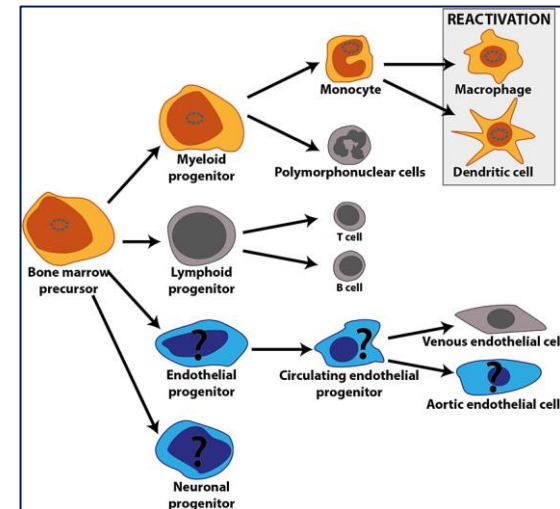 REACTIVATION
Monocyte
Macrophage
Myeloid
progenitor
Polymorphonuclear cells
Dendritic cell
Bone marrow
precursor
Lymphoid
progenitor
T cell
B cell
?
Endothelial
progenitor
?
Circulating endothelial
progenitor
Venous endothelial cell
?
Aortic endothelial cell
?
Neuronal
progenitor